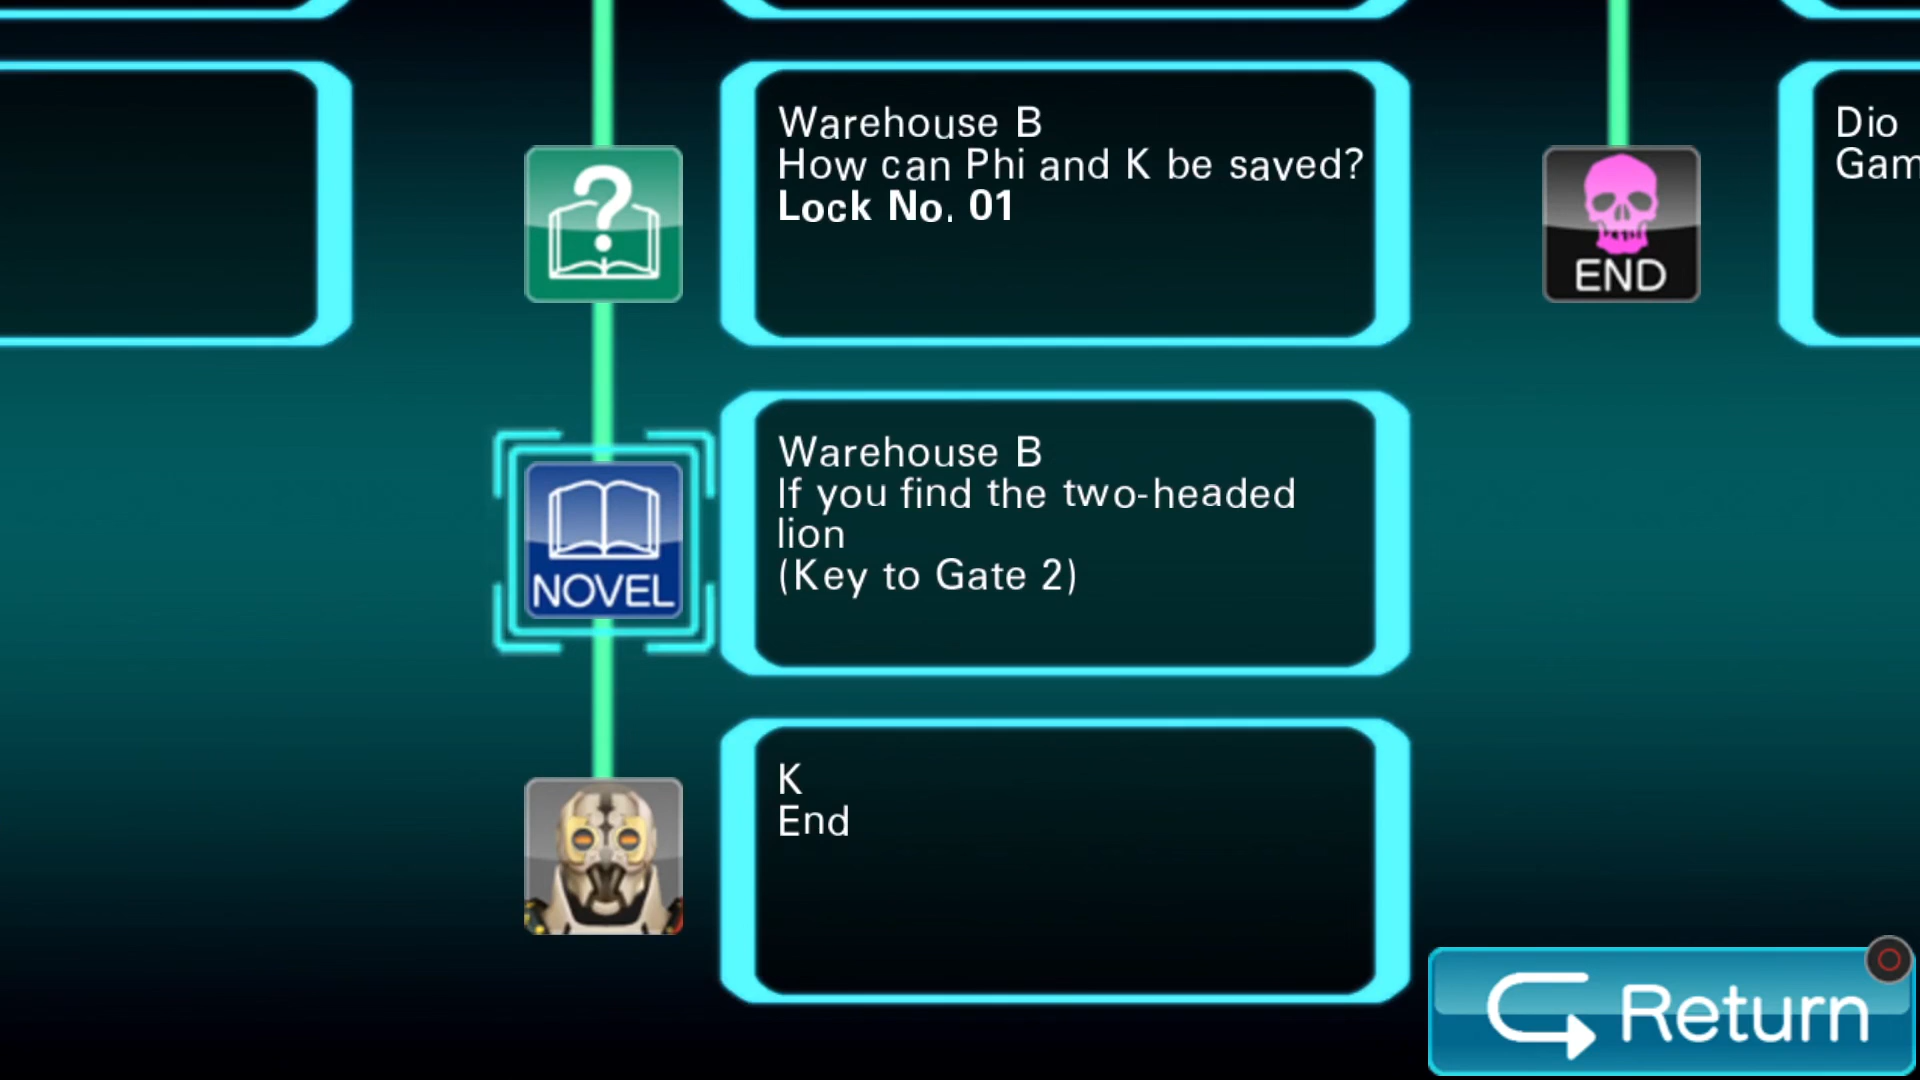 Warehouse B
How can Phi and K be saved?
Lock No. 01
Dio
Gam
END
Warehouse B
If you find the two-headed
lion
(Key to Gate 2)
NOVEL
K
End
Return